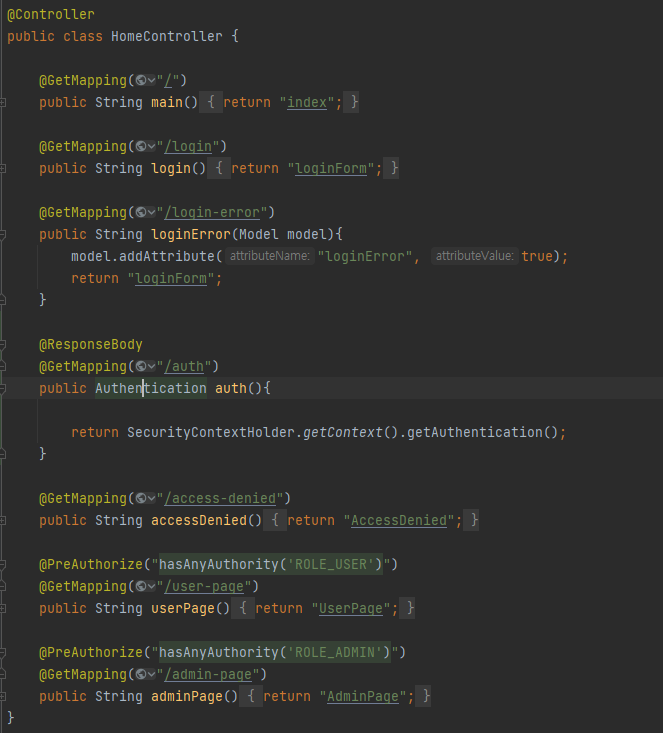 @Controller
public class HomeController {
@GetMapping("/")
public String main() { return "index"; }
@GetMapping("/login")
public String login() { return "loginForm"; }
@GetMapping("/login-error")
public String loginError(Model model){
model.addAttribute( attributeName: "loginError", attributeValue: true);
return "loginForm";
}
@ResponseBody
@GetMapping("/auth")
public Authentication auth(){
return SecurityContextHolder.getContext().getAuthentication();
}
@GetMapping("/access-denied")
public String accessDenied() { return "AccessDenied"; }
@PreAuthorize("hasAnyAuthority('ROLE_USER')")
@GetMapping("/user-page")
public String userPage() { return "UserPage"; }
@PreAuthorize("hasAnyAuthority('ROLE_ADMIN')")
@GetMapping("/admin-page")
public String adminPage() { return "AdminPage"; }
}